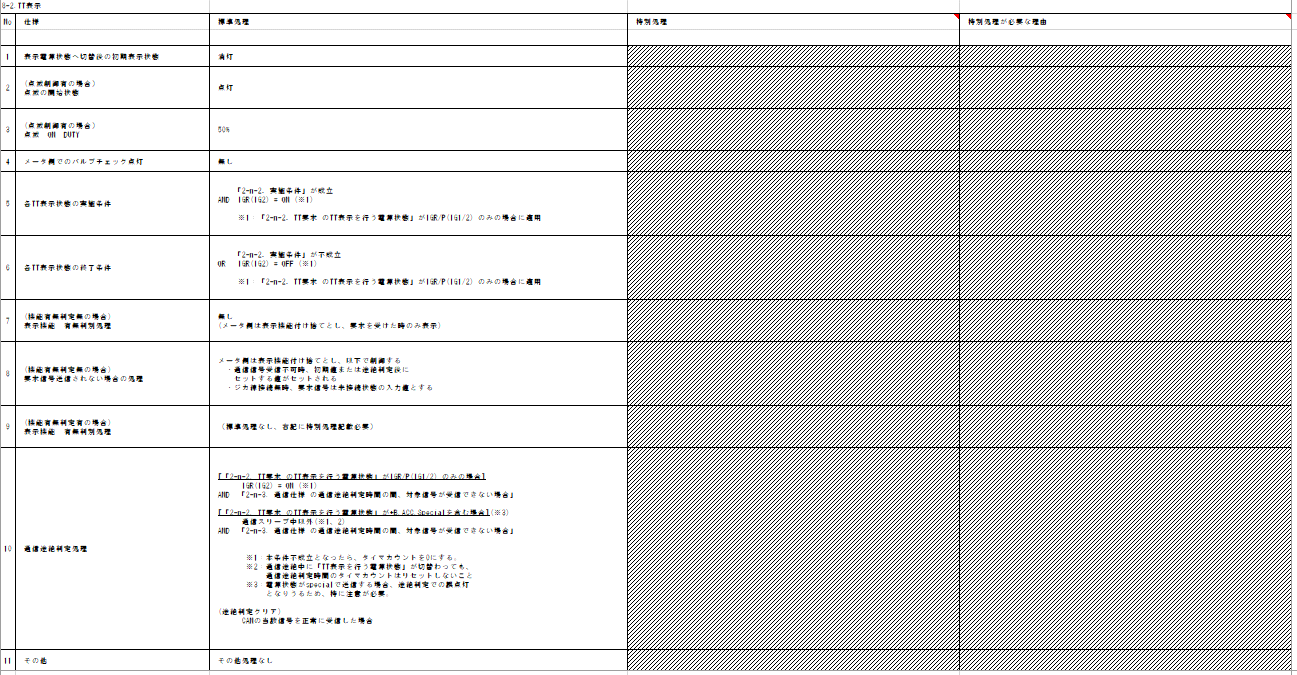 8-2.TT表示
No 仕様 標準処理 特別処理 特別処理が必要な理由
1 表示電源状態へ切替後の初期表示状態 消灯
2 (点滅制御有の場合)
点滅の開始状態 点灯
3 (点滅制御有の場合)
点滅 ON DUTY 50%
4 メータ側でのバルブチェック点灯 無し
5 各TT表示状態の実施条件
「2-n-2. 実施条件」が成立
AND IGR(IG2) = ON (※1)
※1:「2-n-2. TT要求 のTT表示を行う電源状態」がIGR/P(IG1/2) のみの場合に適用
6 各TT表示状態の終了条件
「2-n-2. 実施条件」が不成立
OR IGR(IG2) = OFF (※1)
※1:「2-n-2. TT要求 のTT表示を行う電源状態」がIGR/P(IG1/2) のみの場合に適用
7 (機能有無判定無の場合)
表示機能 有無判別処理
無し
(メータ側は表示機能付け捨てとし、要求を受けた時のみ表示)
8 (機能有無判定無の場合)
要求信号送信されない場合の処理
メータ側は表示機能付け捨てとし、以下で制御する
・通信信号受信不可時、初期値または途絶判定後に
セットする値がセットされる
・ジカ線接続無時、要求信号は未接続状態の入力値とする
9 (機能有無判定有の場合)
表示機能 有無判別処理
(標準処理なし、右記に特別処理記載必要)
10 通信途絶判定処理
[「2-n-2. TT要求 のTT表示を行う電源状態」がIGR/P(IG1/2) のみの場合]
IGR(IG2) = ON (※1)
AND 「2-n-3. 通信仕様 の通信途絶判定時間の間、対象信号が受信できない場合」
[「2-n-2. TT要求 のTT表示を行う電源状態」が+B,ACC,Specialを含む場合](※3)
通信スリープ中以外(※1, 2)
AND 「2-n-3. 通信仕様 の通信途絶判定時間の間、対象信号が受信できない場合」
※1:本条件不成立となったら、タイマカウントを0にする。
※2:通信途絶中に「TT表示を行う電源状態」が切替わっても、
通信途絶判定時間のタイマカウントはリセットしないこと
※3:電源状態がspecialで送信する場合、途絶判定での誤点灯
となりうるため、特に注意が必要。
(途絶判定クリア)
CANの当該信号を正常に受信した場合
11 その他 その他処理なし